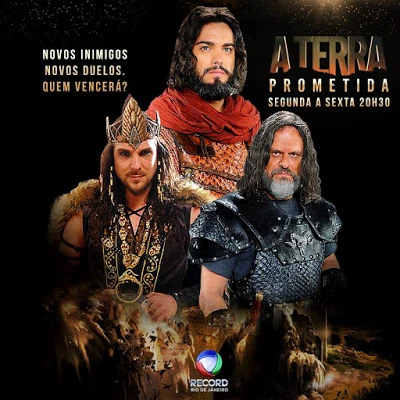 NOVOS INIMIGOS
NOVOS DUELOS.
QUEM VENCERÁ?
A TERRA
PROMETIDA
SEGUNDA A SEXTA 20H30
RECORD
RIO DE JANEIRO